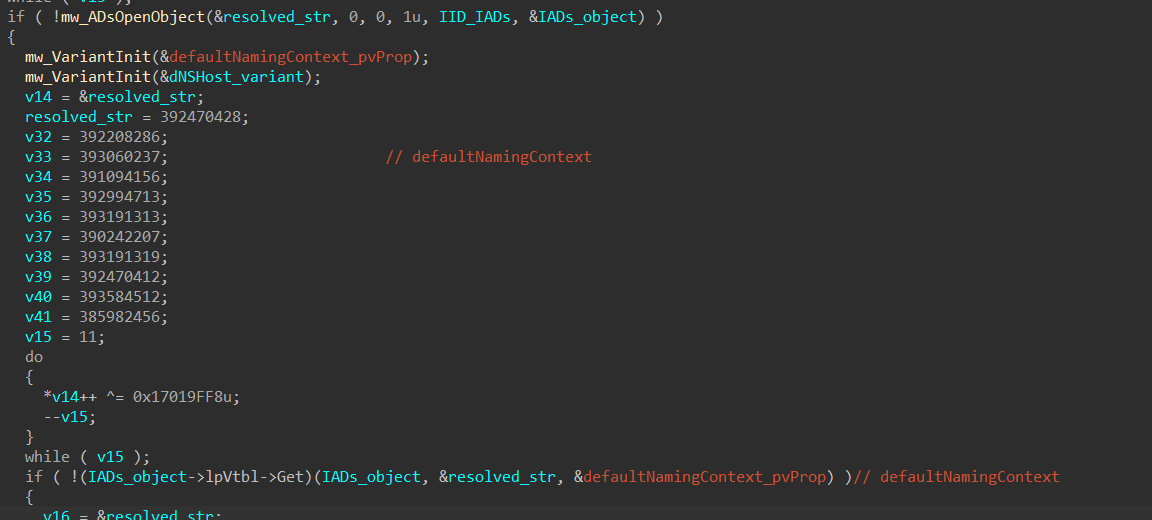 while ( v13 );
if ( !mw_ADsOpenObject(&resolved_str, 0, 0, 1u, IID_IADs, &IADs_object) )
{
mw_VariantInit(&defaultNamingContext_pvProp);
mw_VariantInit(&dNSHost_variant);
v14 = &resolved_str;
resolved_str = 392470428;
v32 = 392208286;
v33 = 393060237; // defaultNamingContext
v34 = 391094156;
v35 = 392994713;
v36 = 393191313;
v37 = 390242207;
v38 = 393191319;
v39 = 392470412;
v40 = 393584512;
v41 = 385982456;
v15 = 11;
do
{
*v14++ ^= 0x17019FF8u;
--v15;
}
while ( v15 );
if ( !(IADs_object->lpVtbl->Get)(IADs_object, &resolved_str, &defaultNamingContext_pvProp) )// defaultNamingContext
{
v16 = &resolved_str;